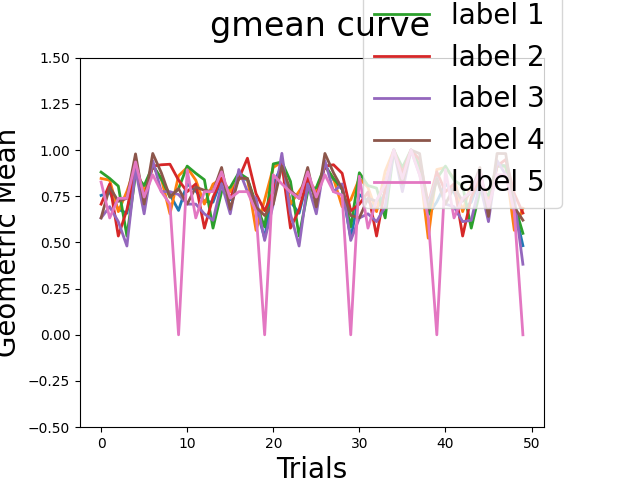 gmean curve
label 1
label 2
label 3
label 4
label 5
Geometric Mean
1.50
1.25
1.00
0.75
0.50
0.25
0.00
−0.25
−0.50
0 10 20 30 40 50
Trials